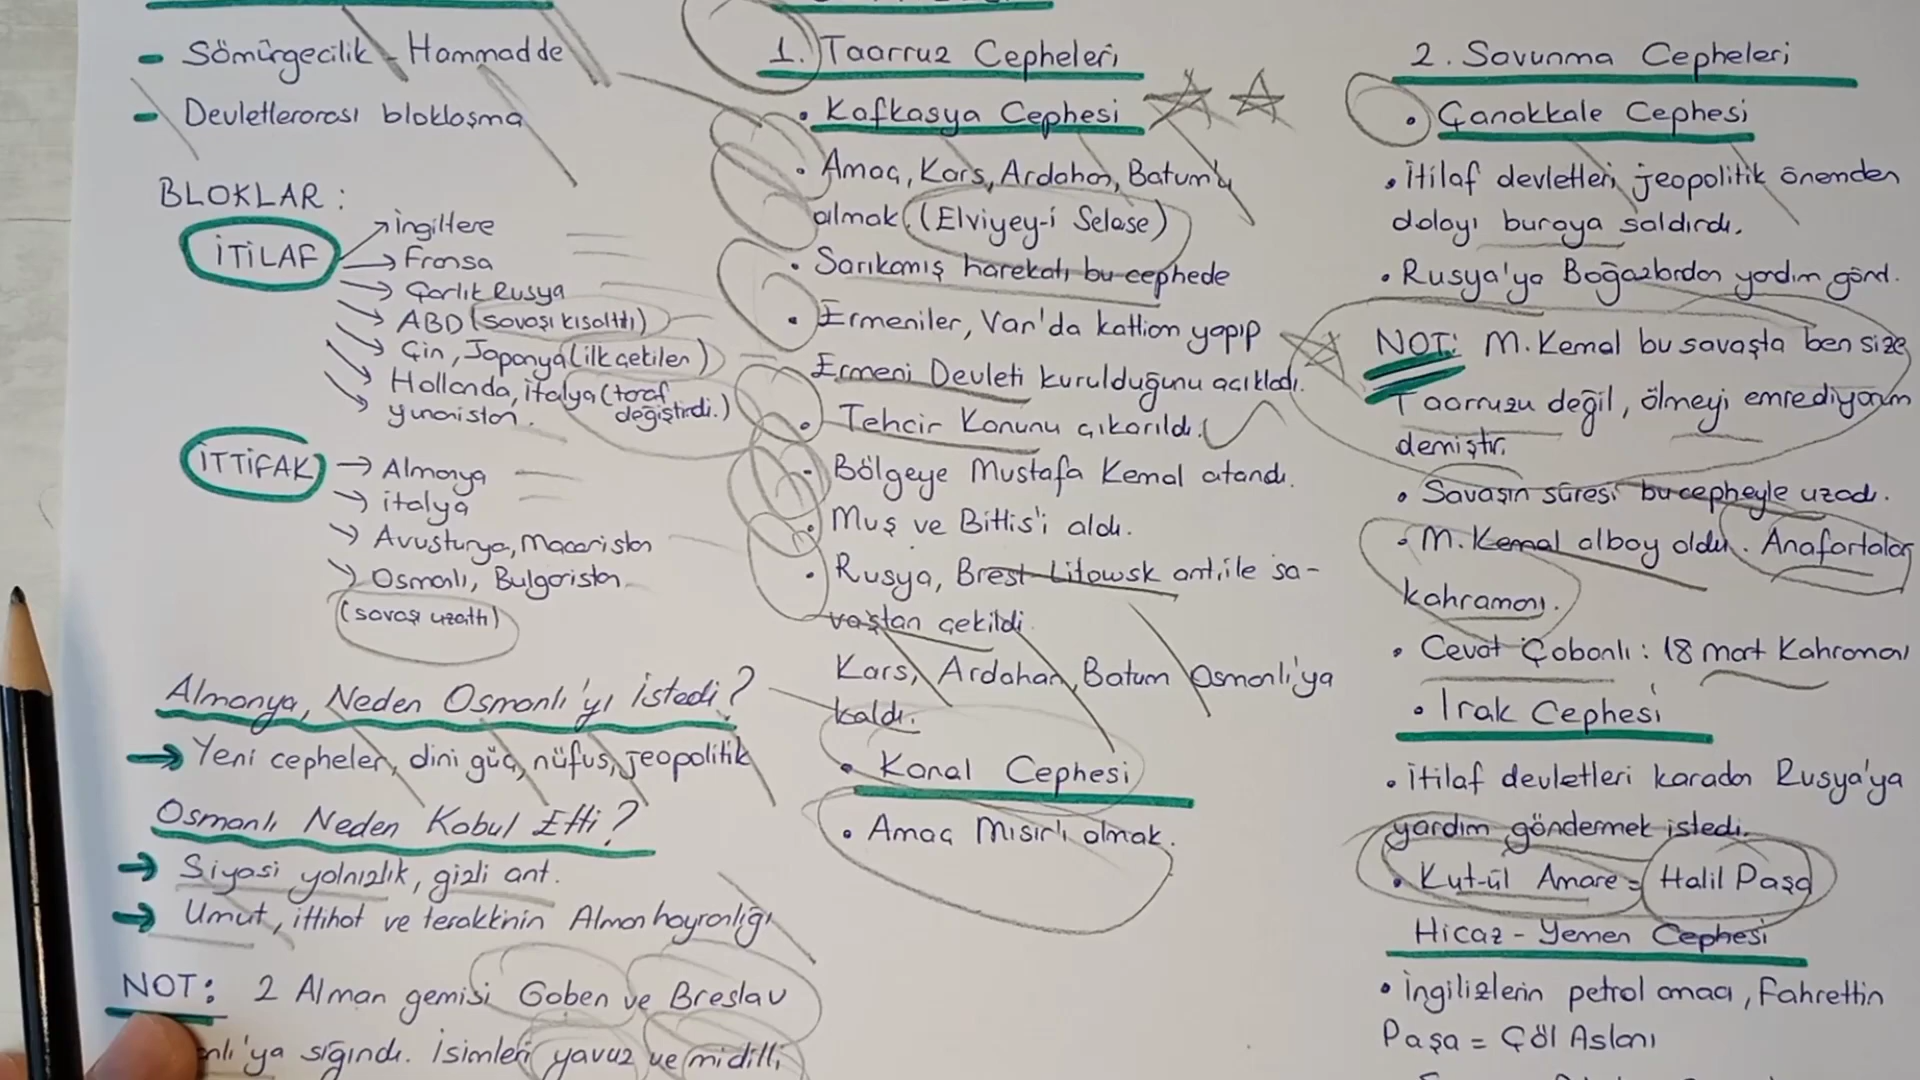 - Sömürgecilik - Hammadde
- Devletlerarası bloklaşma
BLOKLAR :
İTİLAF
→ İngiltere
→ Fransa
→ Çarlık Rusya
→ ABD (savaşı kısalttı)
→ Çin, Japonya (ilk çekilen)
→ Hollanda, İtalya (taraf
değiştirdi.)
→ yunanistan.
İTTİFAK
→ Almanya
→ italya
→ Avusturya, Macaristan
→ Osmanlı, Bulgaristan
(savaşı uzattı)
Almanya, Neden Osmanlı'yı istedi?
→ Yeni cepheler, dini güç, nüfus, jeopolitik
Osmanlı Neden Kabul Etti?
→ Siyasi yalnızlık, gizli ant.
→ Umut, ittihat ve terakki'nin Alman hayranlığı
NOT: 2 Alman gemisi Goben ve Breslav
nlı'ya sığındı. İsimleri yavuz ve midilli
1. Taarruz Cepheleri
• Kafkasya Cephesi
• Amaç, Kars, Ardahan, Batum'u
almak (Elviyey-i Selase)
• Sarıkamış harekatı bu cephede
• Ermeniler, Van'da katliam yapıp
Ermeni Devleti kurulduğunu açıkladı.
• Tehcir Kanunu çıkarıldı.
• Bölgeye Mustafa Kemal atandı.
• Muş ve Bitlis'i aldı.
• Rusya, Brest-Litowsk ant. ile sa-
vaştan çekildi
Kars, Ardahan, Batum Osmanlı'ya
kaldı.
• Kanal Cephesi
• Amaç Mısır'ı almak.
2. Savunma Cepheleri
• Çanakkale Cephesi
• İtilaf devletleri, jeopolitik önemden
dolayı buraya saldırdı.
• Rusya'ya Boğazlardan yardım gönd.
NOT: M. Kemal bu savaşta ben size
Taarruzu değil, ölmeyi emrediyorum
demiştir.
• Savaşın süresi bu cepheyle uzadı.
• M. Kemal albay oldu. Anafartalar
kahramanı.
• Cevat Çobanlı : 18 mart Kahramanı
• Irak Cephesi
• İtilaf devletleri karadan Rusya'ya
yardım göndermek istedi.
• Kut-ül Amare = Halil Paşa
Hicaz - Yemen Cephesi
• İngilizlerin petrol amacı, Fahrettin
Paşa = Çöl Aslanı